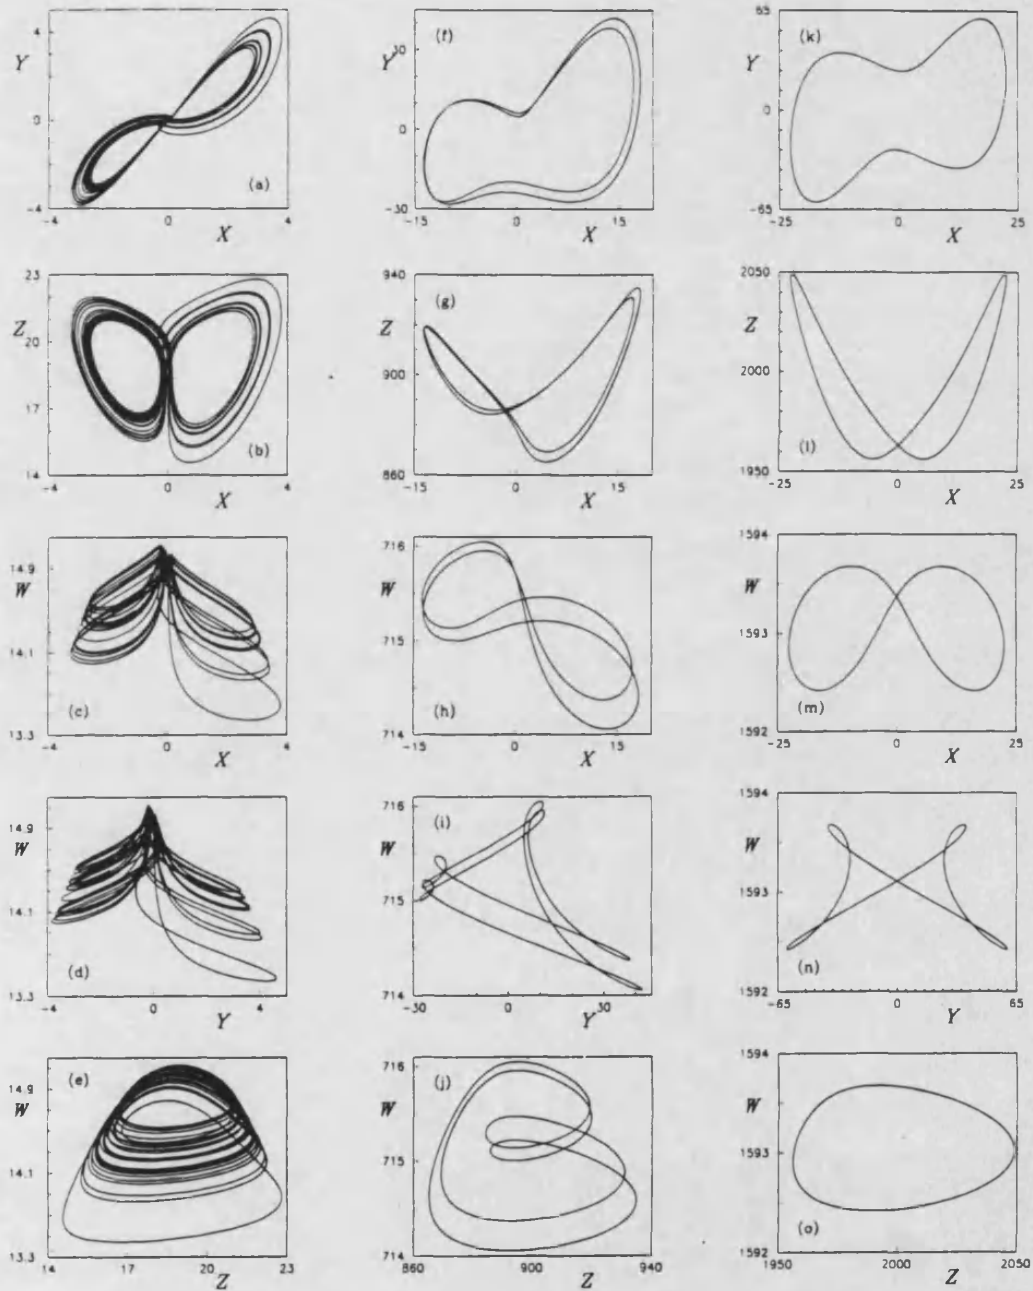 4
Y
0
-4
-4 0 4
X
(a)
Y
30
0
-30
-15 0 15
X
(f)
65
Y
0
-65
-25 0 25
X
(k)
23
Z
20
17
14
-4 0 4
X
(b)
940
Z
900
860
-15 0 15
X
(g)
2050
Z
2000
1950
-25 0 25
X
(l)
14.9
W
14.1
13.3
-4 0 4
X
(c)
716
W
715
714
-15 0 15
X
(h)
1594
W
1593
1592
-25 0 25
X
(m)
14.9
W
14.1
13.3
-4 0 4
Y
(d)
716
W
715
714
-30 0 30
Y
(i)
1594
W
1593
1592
-65 0 65
Y
(n)
14.9
W
14.1
13.3
14 17 20 23
Z
(e)
716
W
715
714
860 900 940
Z
(j)
1594
W
1593
1592
1950 2000 2050
Z
(o)